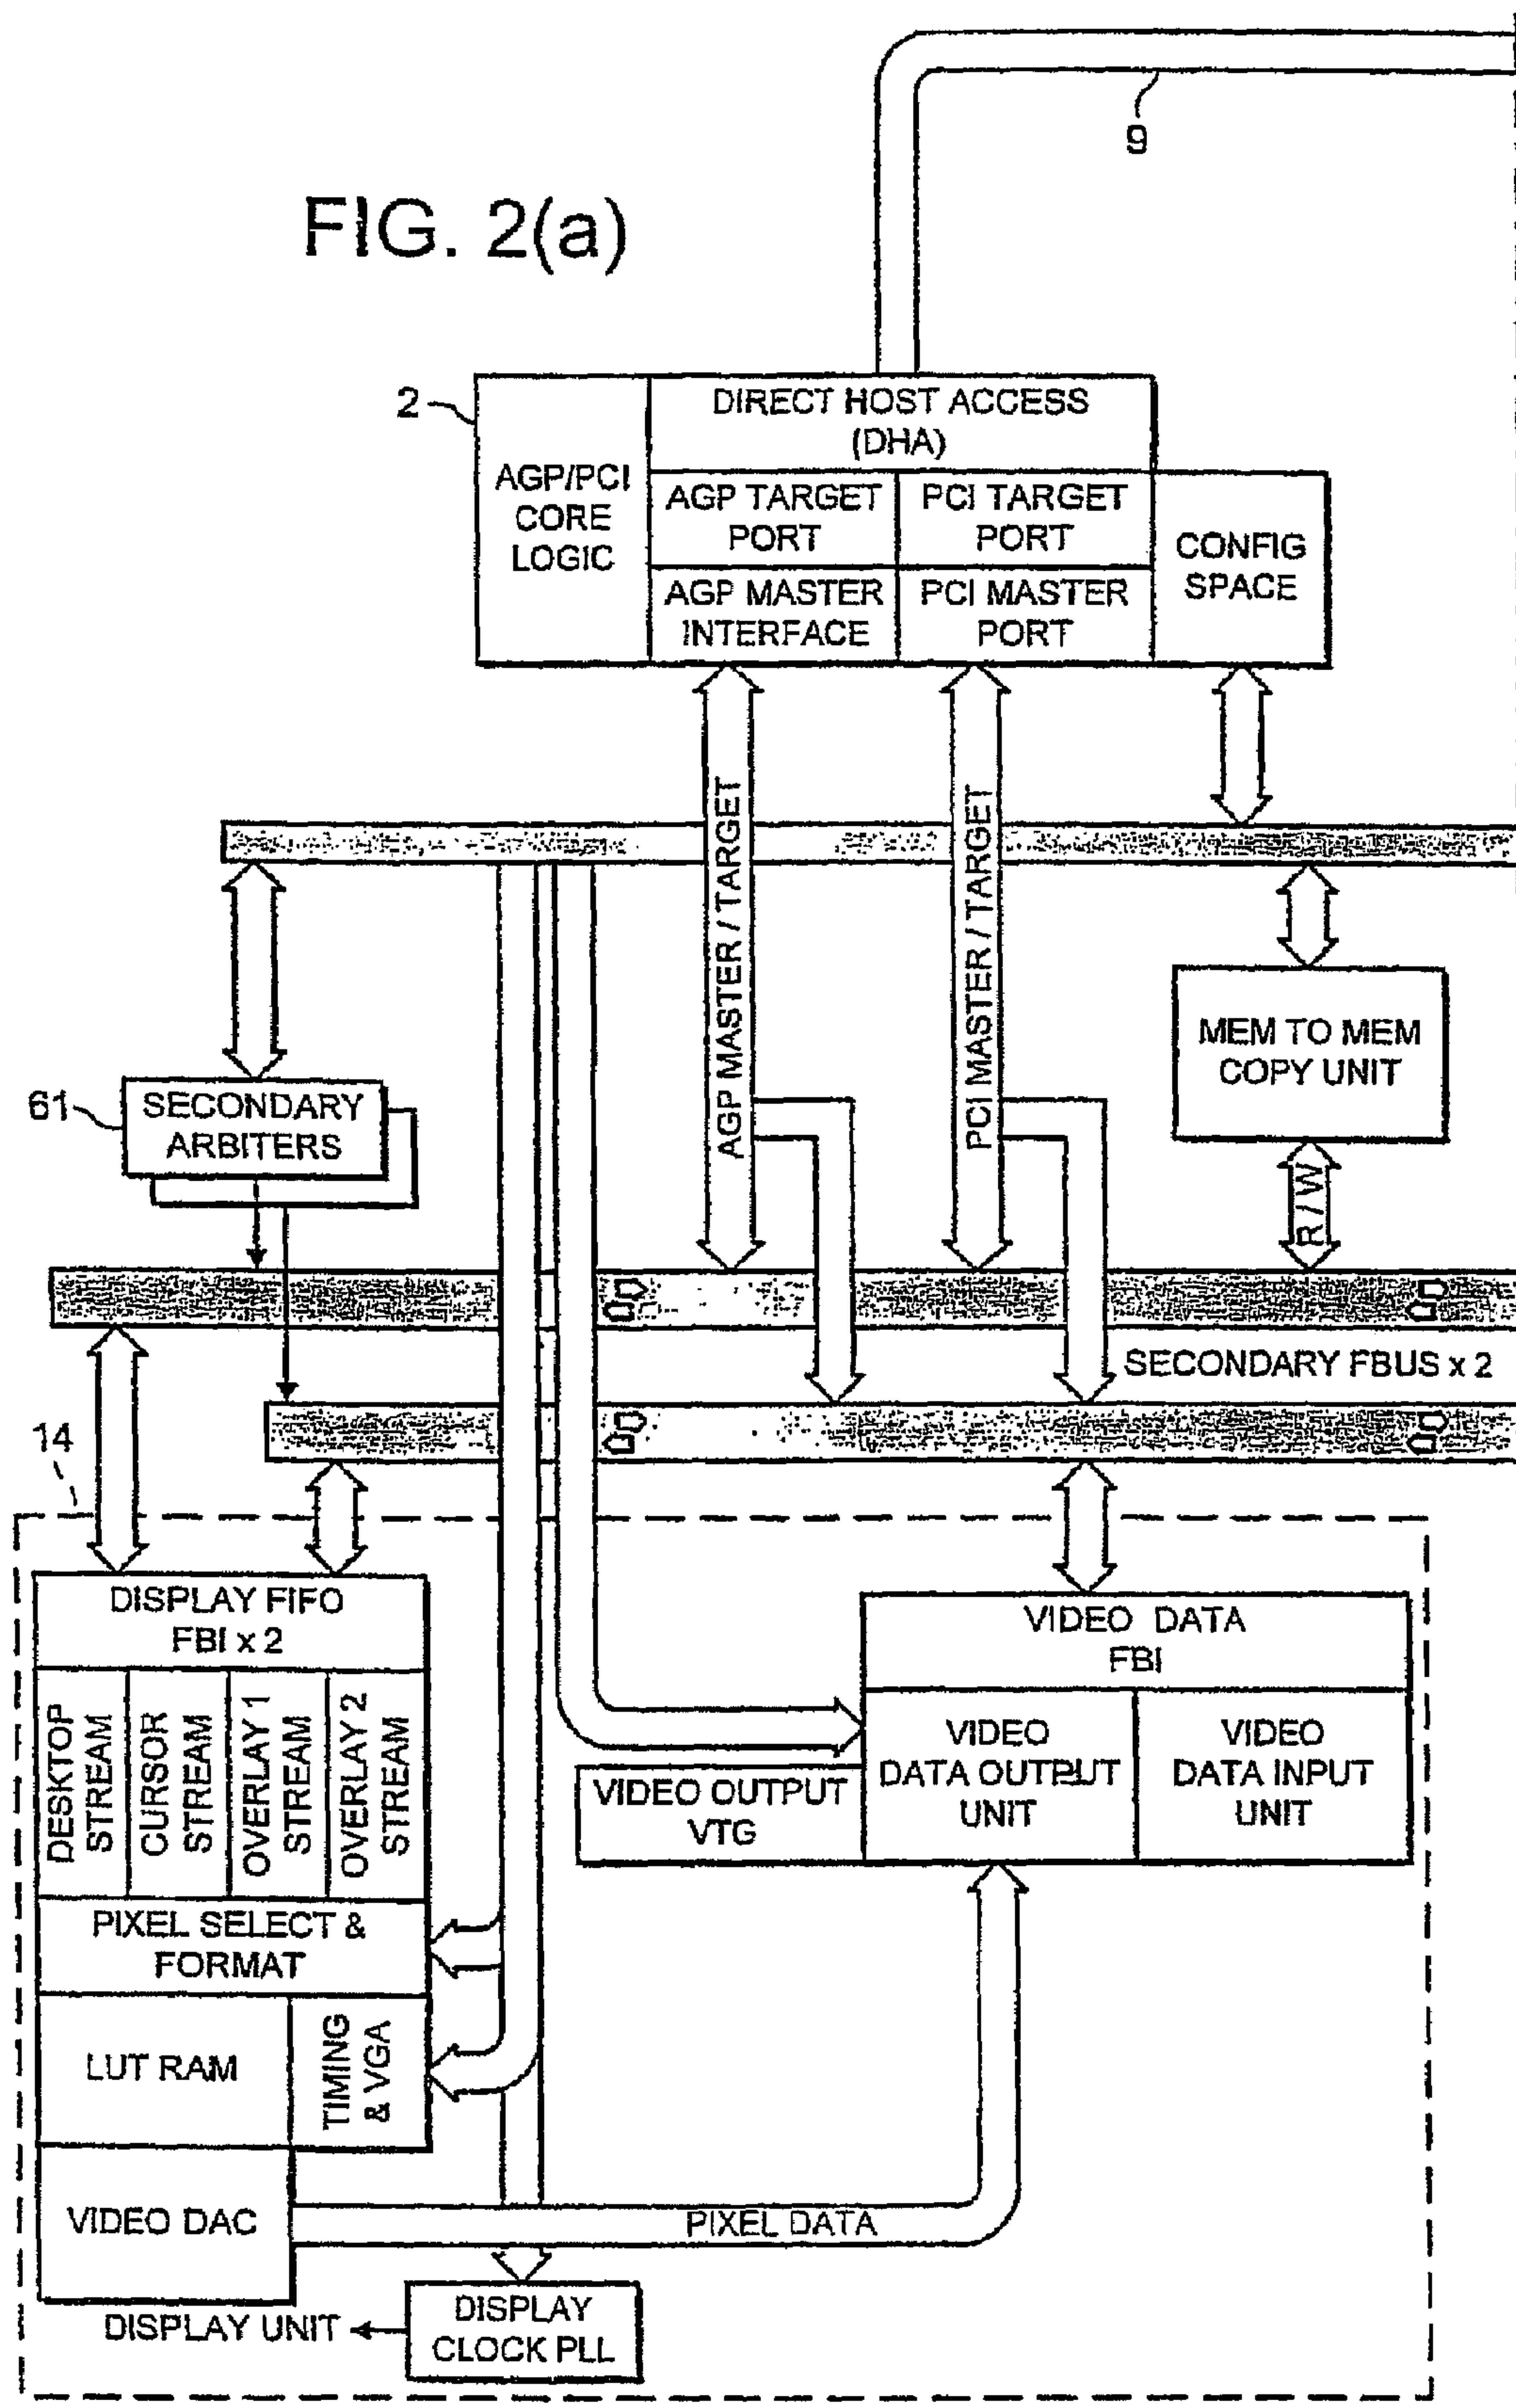 9
FIG. 2(a)
2
DIRECT HOST ACCESS
(DHA)
AGP/PCI
CORE
LOGIC
AGP TARGET
PORT
PCI TARGET
PORT
CONFIG
SPACE
AGP MASTER
INTERFACE
PCI MASTER
PORT
AGP MASTER / TARGET
PCI MASTER / TARGET
MEM TO MEM
COPY UNIT
61
SECONDARY
ARBITERS
R / W
SECONDARY FBUS x 2
14
DISPLAY FIFO
FBI x 2
VIDEO DATA
FBI
DESKTOP
STREAM
CURSOR
STREAM
OVERLAY 1
STREAM
OVERLAY 2
STREAM
VIDEO
DATA OUTPUT
UNIT
VIDEO
DATA INPUT
UNIT
VIDEO OUTPUT
VTG
PIXEL SELECT &
FORMAT
LUT RAM
TIMING
& VGA
VIDEO DAC
PIXEL DATA
DISPLAY UNIT
DISPLAY
CLOCK PLL